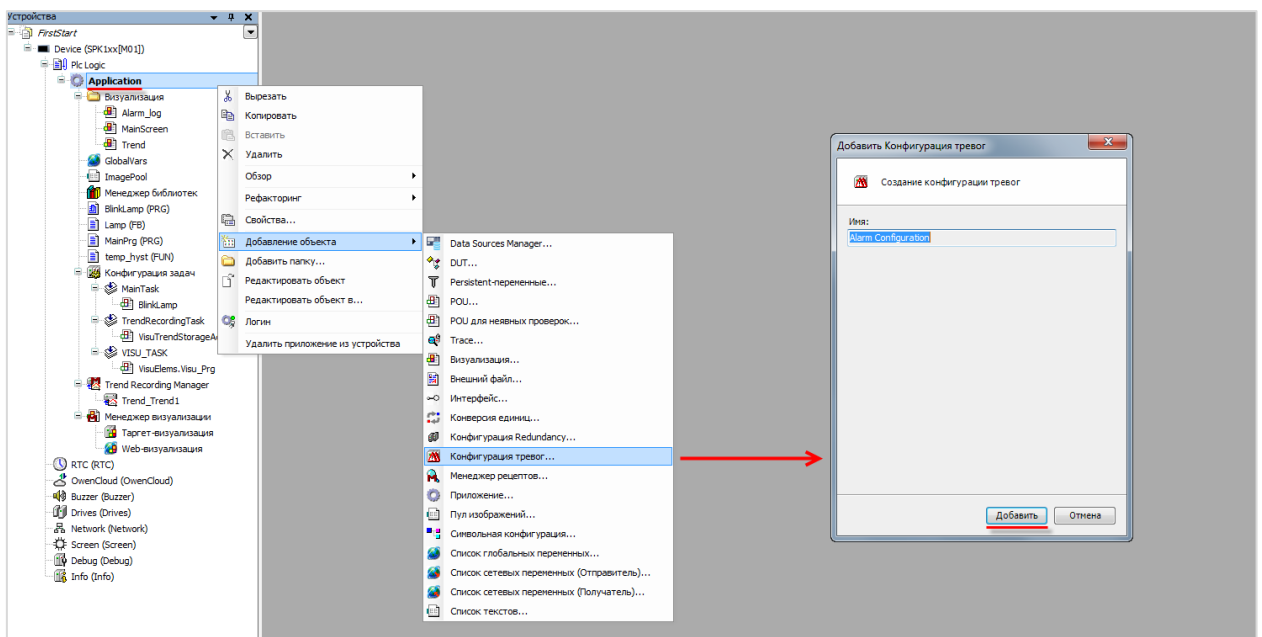 Устройства
FirstStart
Device (SPK1xx[M01])
Plc Logic
Application
Визуализация
Alarm_log
MainScreen
Trend
GlobalVars
ImagePool
Менеджер библиотек
BlinkLamp (PRG)
Lamp (FB)
MainPrg (PRG)
temp_hyst (FUN)
Конфигурация задач
MainTask
BlinkLamp
TrendRecordingTask
VisuTrendStorageA
VISU_TASK
VisuElems.Visu_Prg
Trend Recording Manager
Trend_Trend1
Менеджер визуализации
Таргет-визуализация
Web-визуализация
RTC (RTC)
OwenCloud (OwenCloud)
Buzzer (Buzzer)
Drives (Drives)
Network (Network)
Screen (Screen)
Debug (Debug)
Info (Info)
Вырезать
Копировать
Вставить
Удалить
Обзор
Рефакторинг
Свойства...
Добавление объекта
Добавить папку...
Редактировать объект
Редактировать объект в...
Логин
Удалить приложение из устройства
Data Sources Manager...
DUT...
Persistent-переменные...
POU...
POU для неявных проверок...
Trace...
Визуализация...
Внешний файл...
Интерфейс...
Конверсия единиц...
Конфигурация Redundancy...
Конфигурация тревог...
Менеджер рецептов...
Приложение...
Пул изображений...
Символьная конфигурация...
Список глобальных переменных...
Список сетевых переменных (Отправитель)...
Список сетевых переменных (Получатель)...
Список текстов...
Добавить Конфигурация тревог
Создание конфигурации тревог
Имя:
Alarm Configuration
Добавить
Отмена